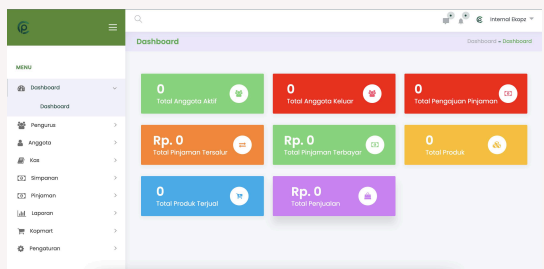 Internal Ekopz
Dashboard
Dashboard - Dashboard
MENU
Dashboard
Dashboard
Pengurus
Anggota
Kas
Simpanan
Pinjaman
Laporan
Kopmart
Pengaturan
0
Total Anggota Aktif
0
Total Anggota Keluar
0
Total Pengajuan Pinjaman
Rp. 0
Total Pinjaman Tersalur
Rp. 0
Total Pinjaman Terbayar
0
Total Produk
0
Total Produk Terjual
Rp. 0
Total Penjualan